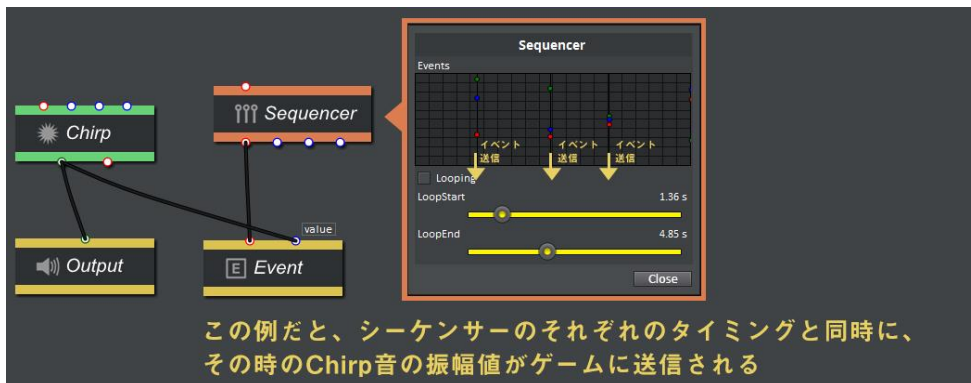 Sequencer
Events
Chirp
Sequencer
イベント
送信
イベント
送信
イベント
送信
Looping
LoopStart
1.36 s
LoopEnd
4.85 s
value
Output
E
Event
Close
この例だと、シーケンサーのそれぞれのタイミングと同時に、
その時のChirp音の振幅値がゲームに送信される